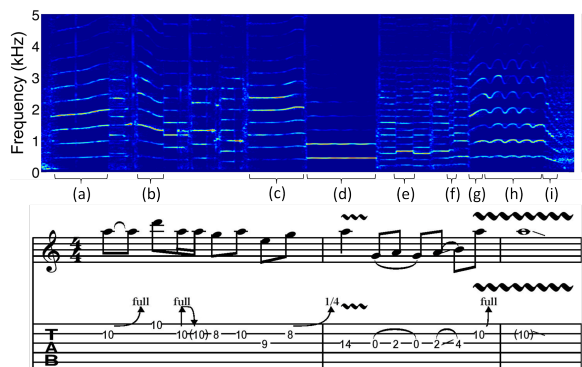 5
4
3
2
1
0
Frequency (kHz)
(a) (b) (c) (d) (e) (f) (g) (h) (i)
4
4
full full 1/4 full
10 10 10 (10) 8 10 9 8 14 0 2 0 2 4 10 (10)
T
A
B